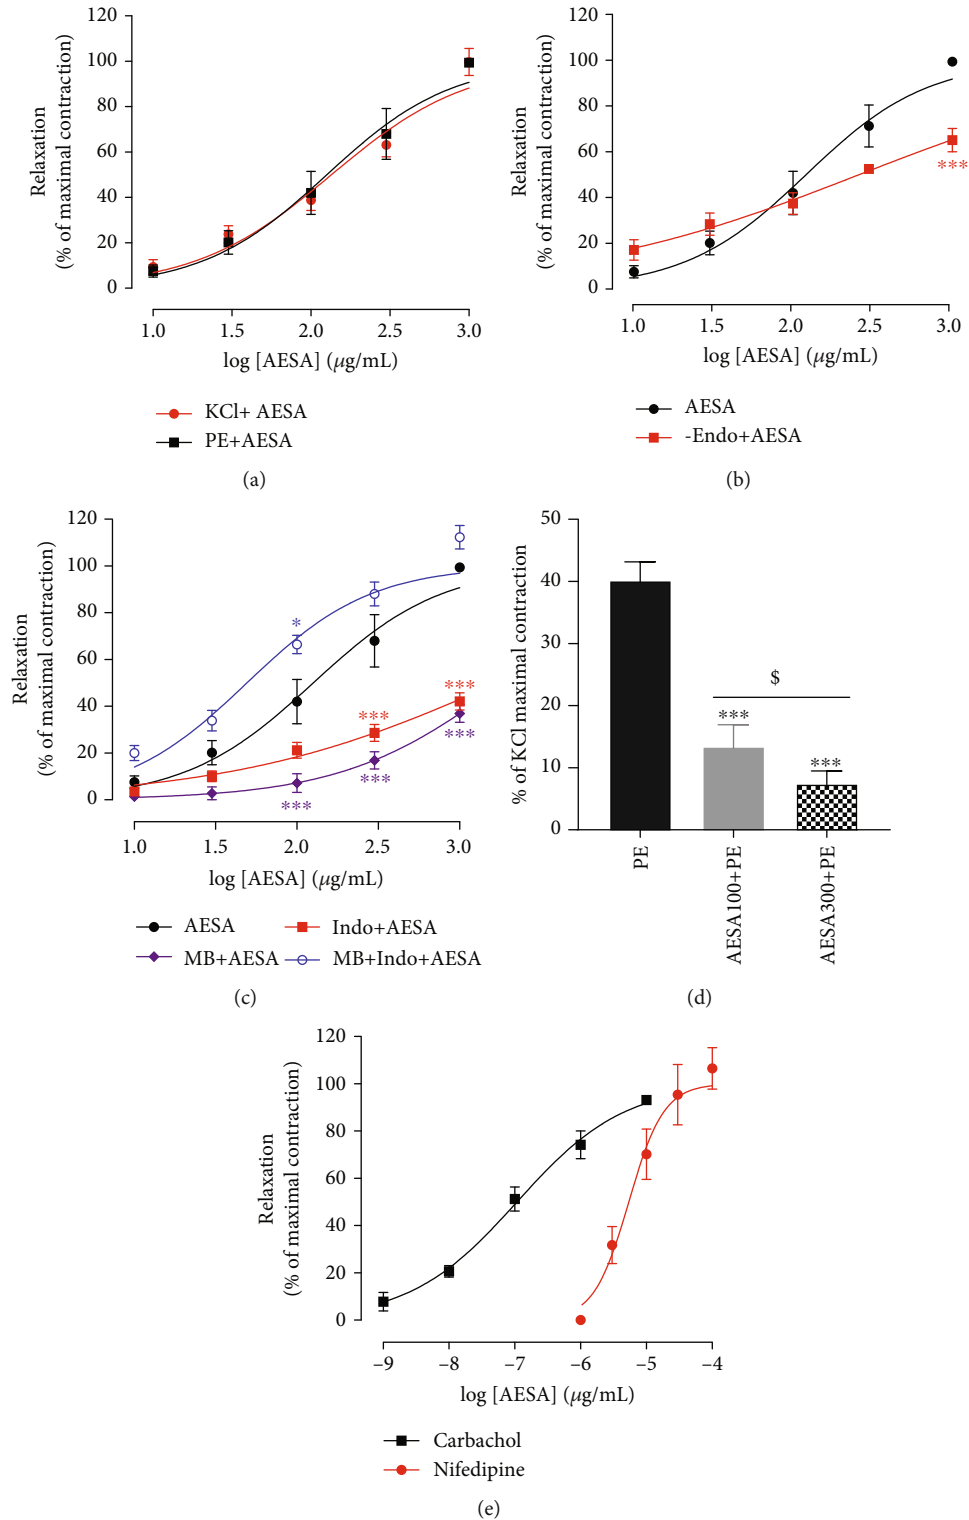 120
100
80
60
40
20
0
Relaxation
(% of maximal contraction)
1.0 1.5 2.0 2.5 3.0
log [AESA] (μg/mL)
KCl+ AESA
PE+AESA
(a)
120
100
80
60
40
20
0
Relaxation
(% of maximal contraction)
***
1.0 1.5 2.0 2.5 3.0
log [AESA] (μg/mL)
AESA
-Endo+AESA
(b)
120
100
80
60
40
20
0
Relaxation
(% of maximal contraction)
*
***
***
***
***
***
1.0 1.5 2.0 2.5 3.0
log [AESA] (μg/mL)
AESA Indo+AESA
MB+AESA MB+Indo+AESA
(c)
50
40
30
20
10
0
% of KCl maximal contraction
$
***
***
PE
AESA100+PE
AESA300+PE
(d)
120
100
80
60
40
20
0
Relaxation
(% of maximal contraction)
–9 –8 –7 –6 –5 –4
log [AESA] (μg/mL)
Carbachol
Nifedipine
(e)